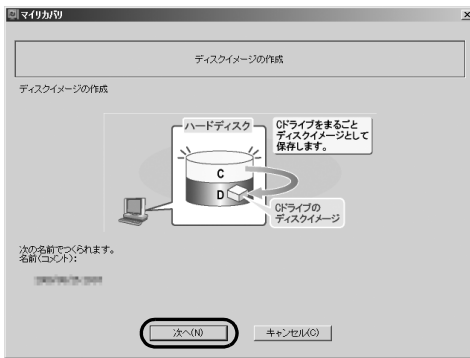 マイリカバリ
ディスクイメージの作成
ディスクイメージの作成
ハードディスク
Cドライブをまるごと
ディスクイメージとして
保存します。
C
D
Cドライブの
ディスクイメージ
次の名前でつくられます。
名前(コメント):
次へ(N)
キャンセル(C)